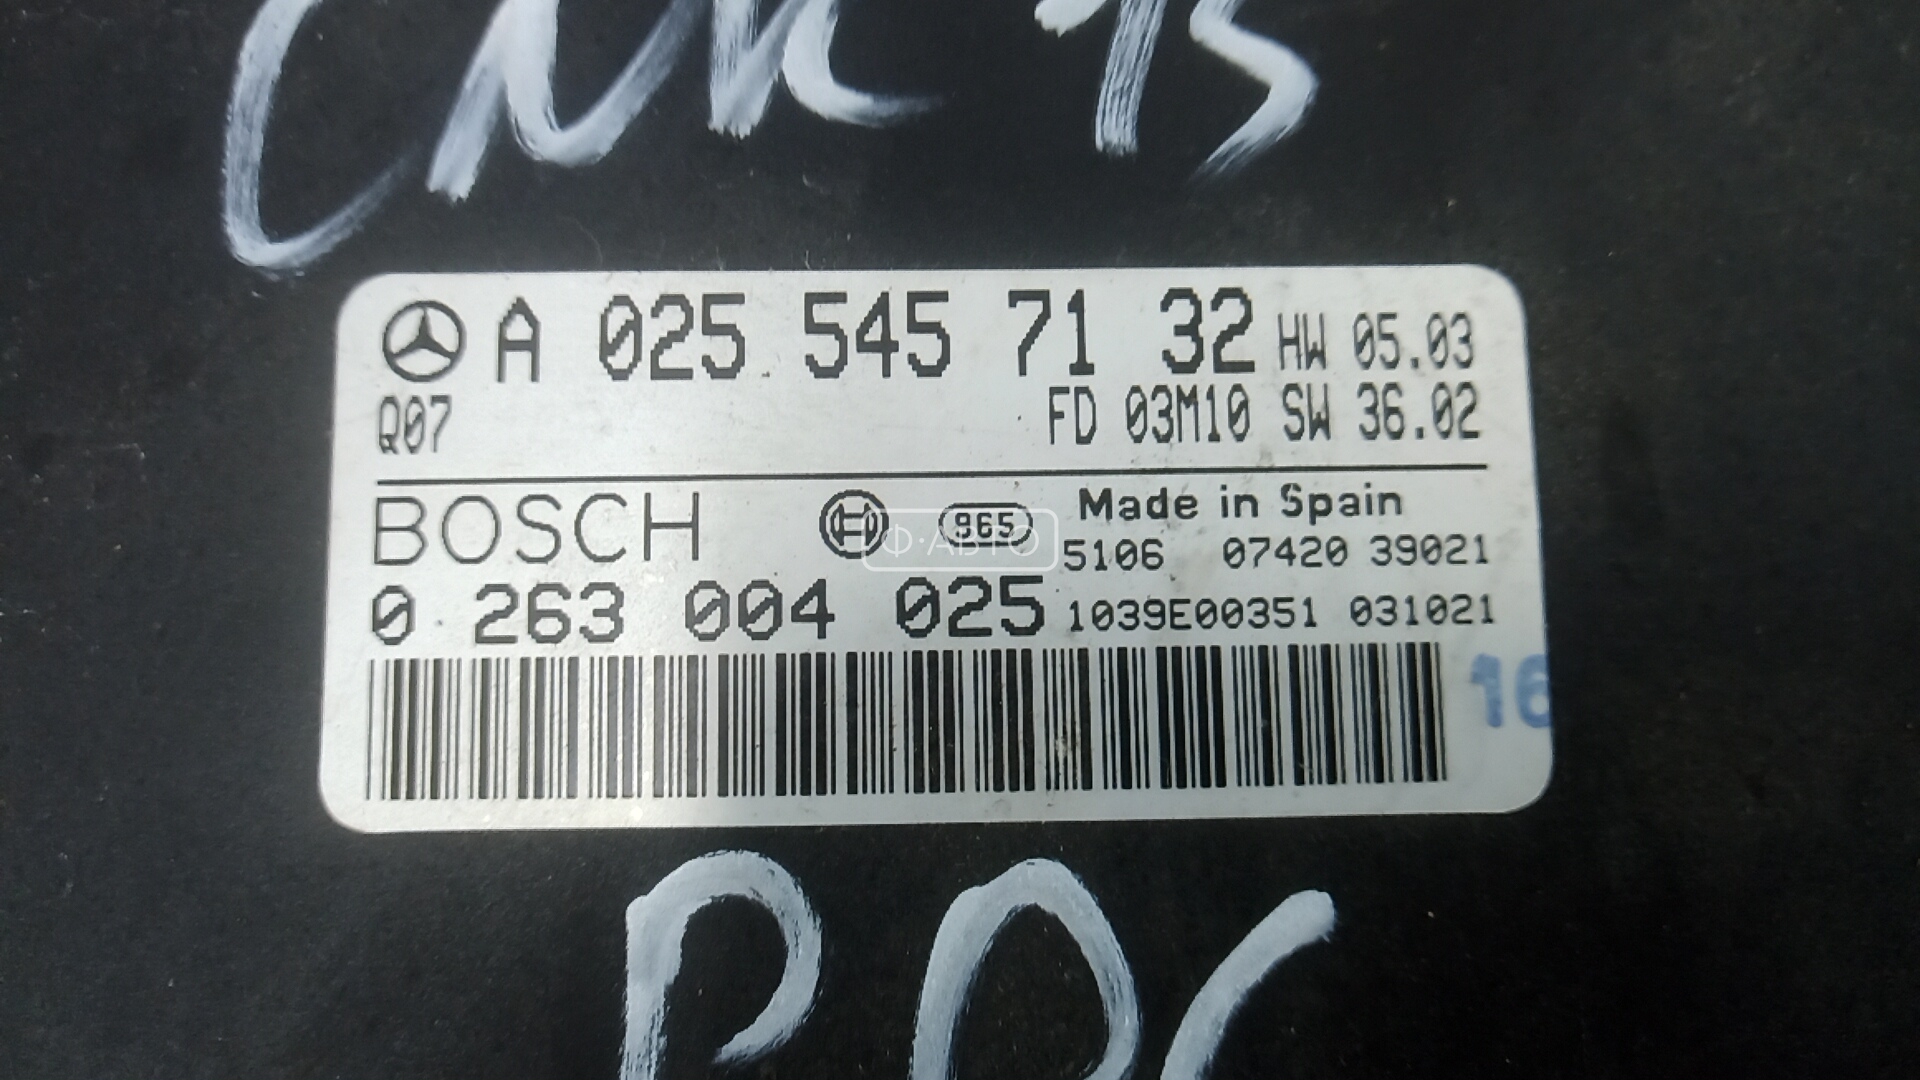 A 025 545 71 32 HW 05.03
Q07 FD 03M10 SW 36.02
BOSCH 965 Made in Spain
Ф·АВТО
5106 07420 39021
0 263 004 025 1039E00351 031021
16